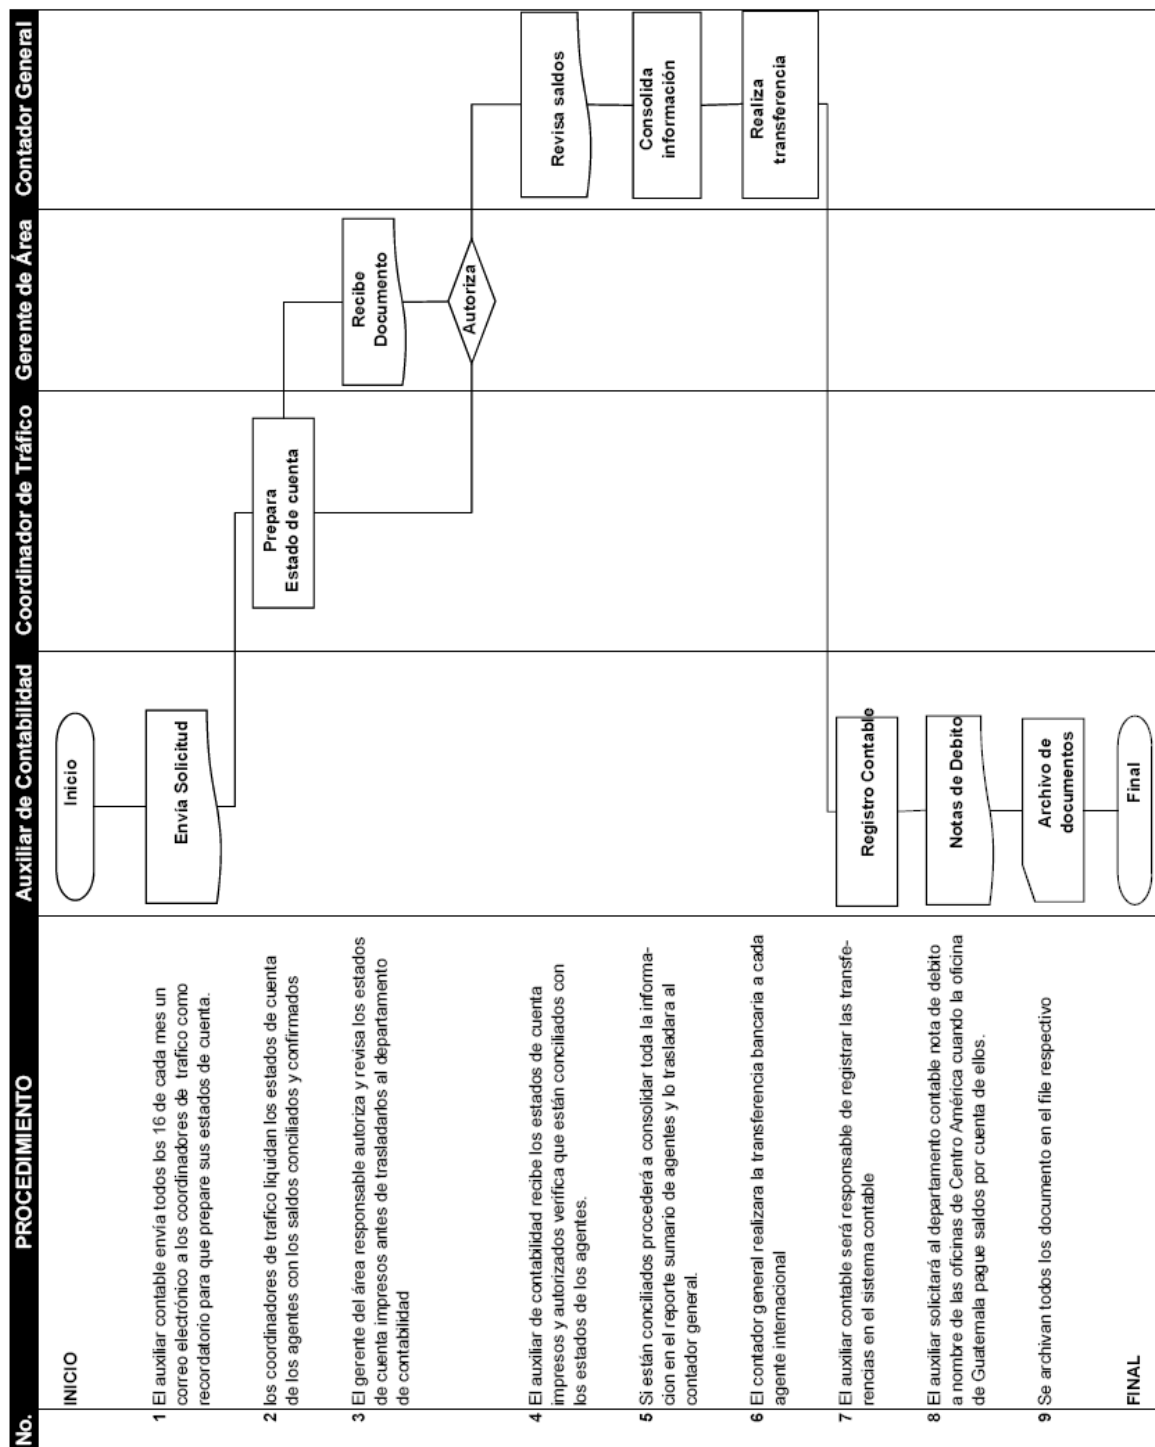 No. PROCEDIMIENTO Auxiliar de Contabilidad Coordinador de Tráfico Gerente de Área Contador General
INICIO
Inicio
1 El auxiliar contable envía todos los 16 de cada mes un
correo electrónico a los coordinadores de trafico como
recordatorio para que prepare sus estados de cuenta.
Envía Solicitud
2 los coordinadores de trafico liquidan los estados de cuenta
de los agentes con los saldos conciliados y confirmados
Prepara
Estado de cuenta
3 El gerente del área responsable autoriza y revisa los estados
de cuenta impresos antes de trasladarlos al departamento
de contabilidad
Recibe
Documento
Autoriza
4 El auxiliar de contabilidad recibe los estados de cuenta
impresos y autorizados verifica que están conciliados con
los estados de los agentes.
Revisa saldos
5 Si están conciliados procederá a consolidar toda la informa-
cion en el reporte sumario de agentes y lo trasladara al
contador general.
Consolida
información
6 El contador general realizara la transferencia bancaria a cada
agente internacional
Realiza
transferencia
7 El auxiliar contable será responsable de registrar las transfe-
rencias en el sistema contable
Registro Contable
8 El auxiliar solicitará al departamento contable nota de debito
a nombre de las oficinas de Centro América cuando la oficina
de Guatemala pague saldos por cuenta de ellos.
Notas de Debito
9 Se archivan todos los documento en el file respectivo
Archivo de
documentos
FINAL
Final